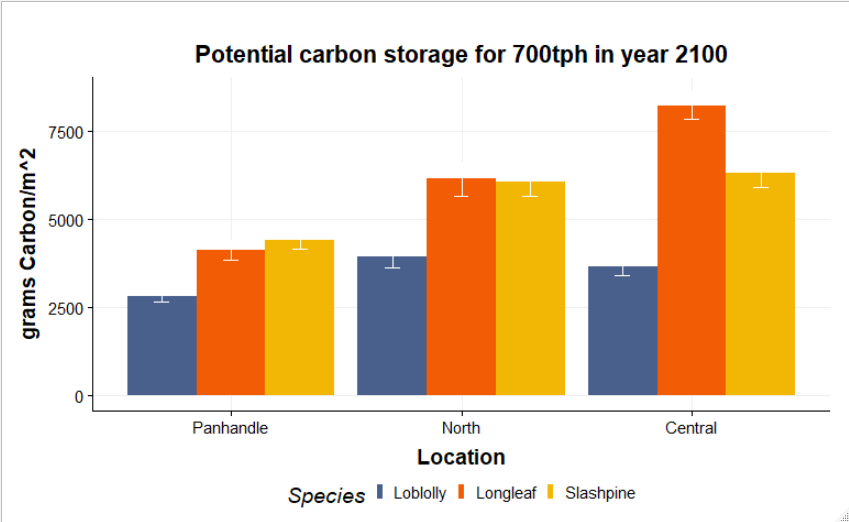 Potential carbon storage for 700tph in year 2100
grams Carbon/m^2
7500
5000
2500
0
Panhandle North Central
Location
Species Loblolly Longleaf Slashpine